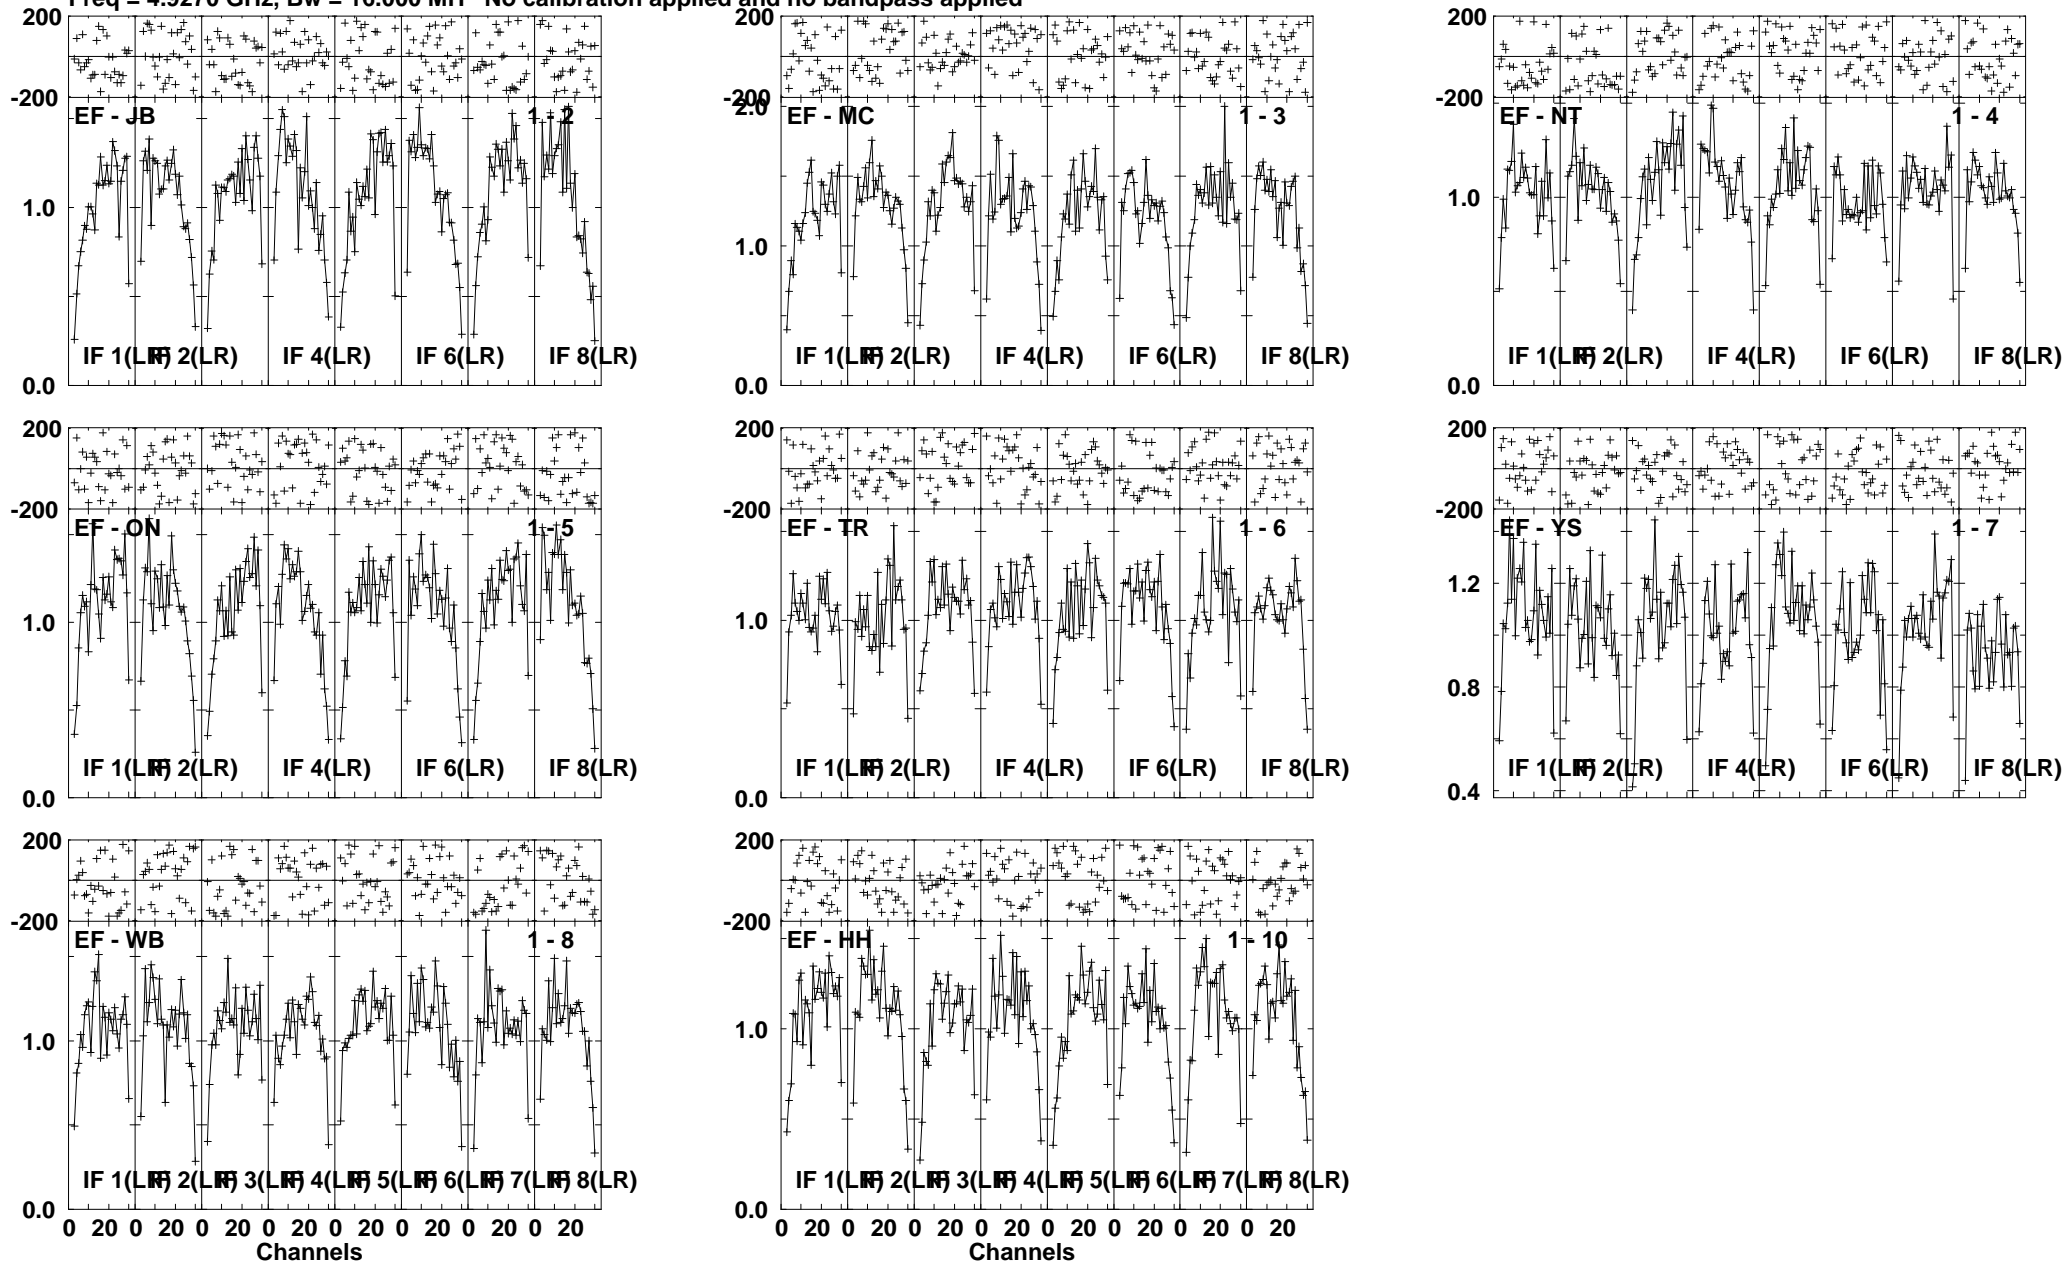 Freq = 4.9276 GHz, Bw = 16.000 MH No calibration applied and no bandpass applied
200
-200
EF - JB
1 - 2
1.0
0.0
IF 1(LR) IF 2(LR) IF 4(LR) IF 6(LR) IF 8(LR)
200
-200
2.0
EF - MC
1 - 3
1.0
0.0
IF 1(LR) IF 2(LR) IF 4(LR) IF 6(LR) IF 8(LR)
200
-200
EF - NT
1 - 4
1.0
0.0
IF 1(LR) IF 2(LR) IF 4(LR) IF 6(LR) IF 8(LR)
200
-200
EF - ON
1 - 5
1.0
0.0
IF 1(LR) IF 2(LR) IF 4(LR) IF 6(LR) IF 8(LR)
200
-200
EF - TR
1 - 6
1.0
0.0
IF 1(LR) IF 2(LR) IF 4(LR) IF 6(LR) IF 8(LR)
200
-200
EF - YS
1 - 7
1.2
0.8
0.4
IF 1(LR) IF 2(LR) IF 4(LR) IF 6(LR) IF 8(LR)
200
-200
EF - WB
1 - 8
1.0
0.0
IF 1(LR) IF 2(LR) IF 3(LR) IF 4(LR) IF 5(LR) IF 6(LR) IF 7(LR) IF 8(LR)
0 20 0 20 0 20 0 20 0 20 0 20 0 20 0 20
Channels
200
-200
EF - HH
1 - 10
1.0
0.0
IF 1(LR) IF 2(LR) IF 3(LR) IF 4(LR) IF 5(LR) IF 6(LR) IF 7(LR) IF 8(LR)
0 20 0 20 0 20 0 20 0 20 0 20 0 20 0 20
Channels